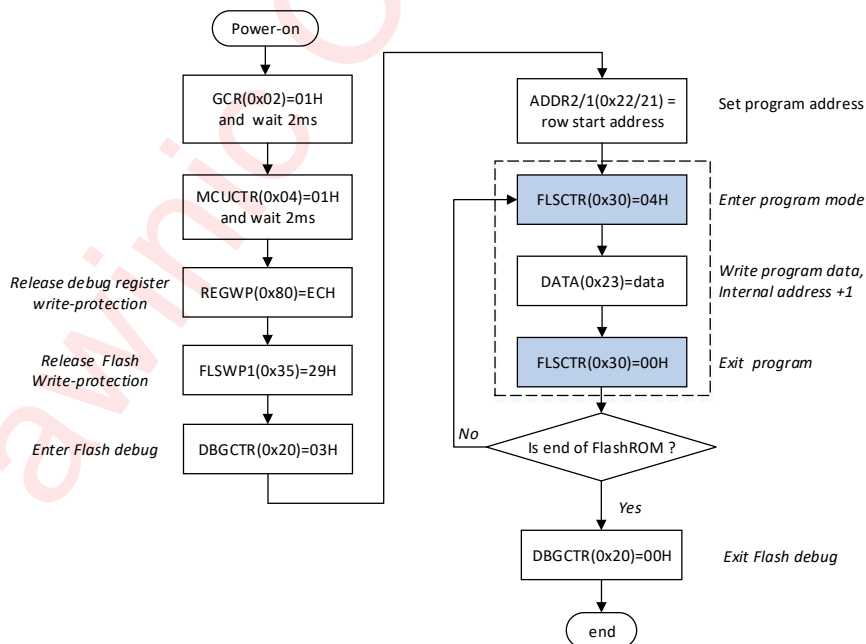 Power-on
GCR(0x02)=01H
and  wait 2ms
MCUCTR(0x04)=01H
and wait 2ms
Release debug register
write-protection
REGWP(0x80)=ECH
Release  Flash
Write-protection
FLSWP1(0x35)=29H
Enter Flash debug
DBGCTR(0x20)=03H
ADDR2/1(0x22/21) =
row start address
Set program address
FLSCTR(0x30)=04H
Enter program mode
DATA(0x23)=data
Write program data,
Internal address +1
FLSCTR(0x30)=00H
Exit  program
No
Is end of FlashROM ?
Yes
DBGCTR(0x20)=00H
Exit Flash debug
end
awinic